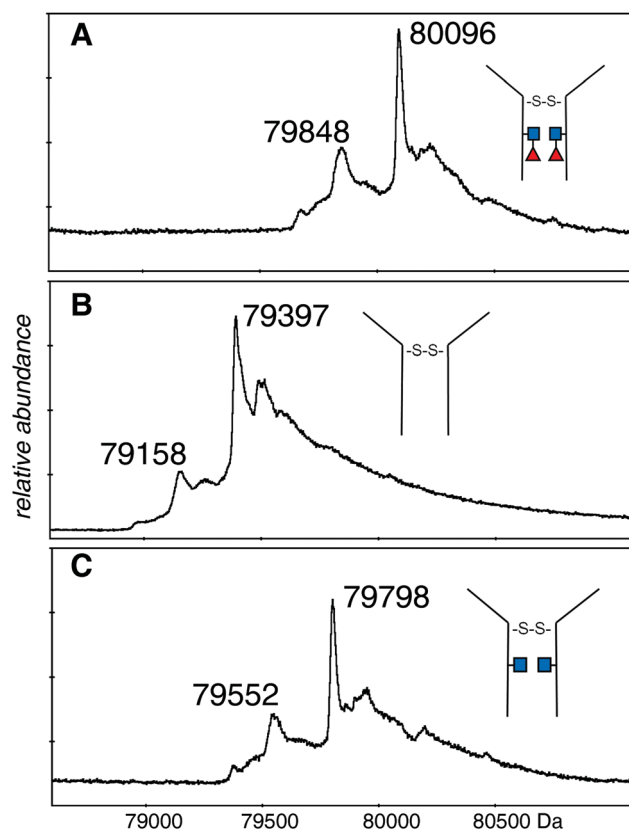 A
80096
79848
-S-S-
B
79397
-S-S-
79158
relative abundance
C
79798
-S-S-
79552
79000 79500 80000 80500 Da